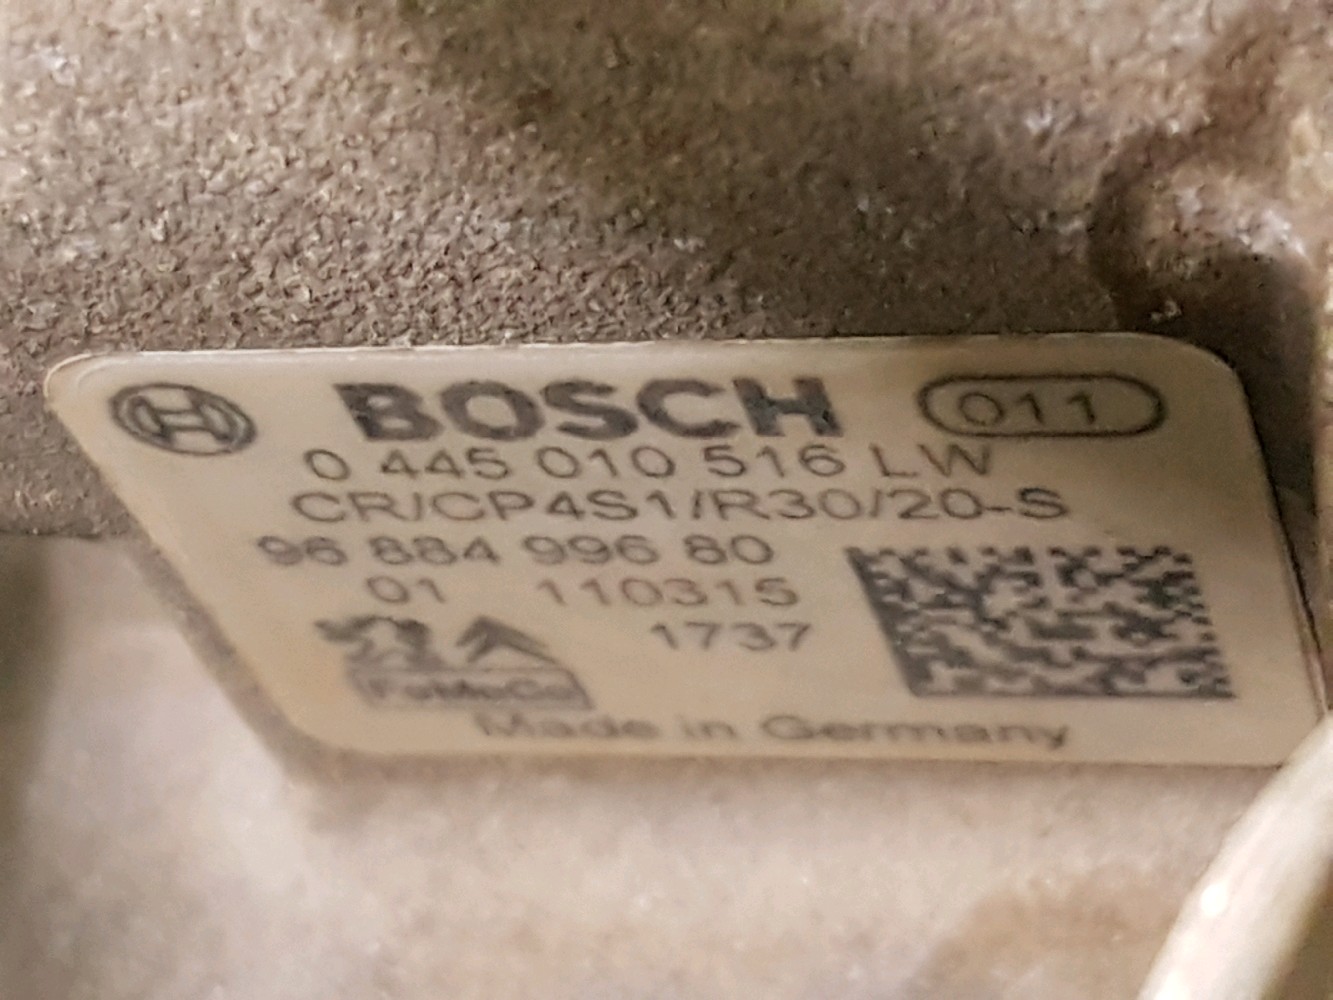 BOSCH 011
0 445 010 516 LW
CR/CP4S1/R30/20-S
96 884 996 80
01 110315
1737
FoMoCo
Made in Germany